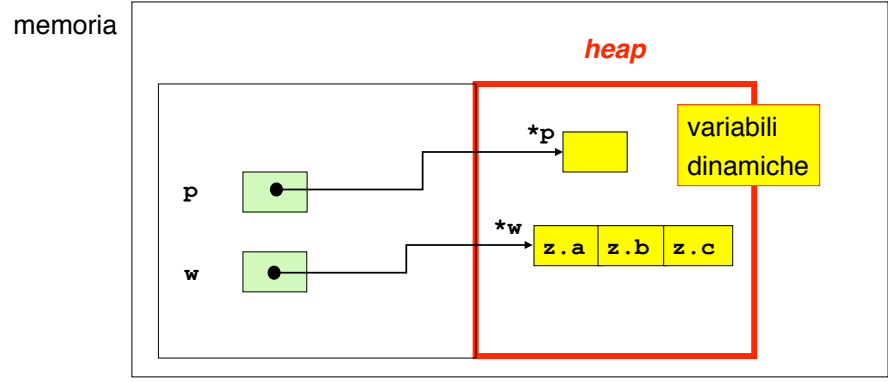 memoria
heap
variabili
dinamiche
*p
p
*w
z.a z.b z.c
w